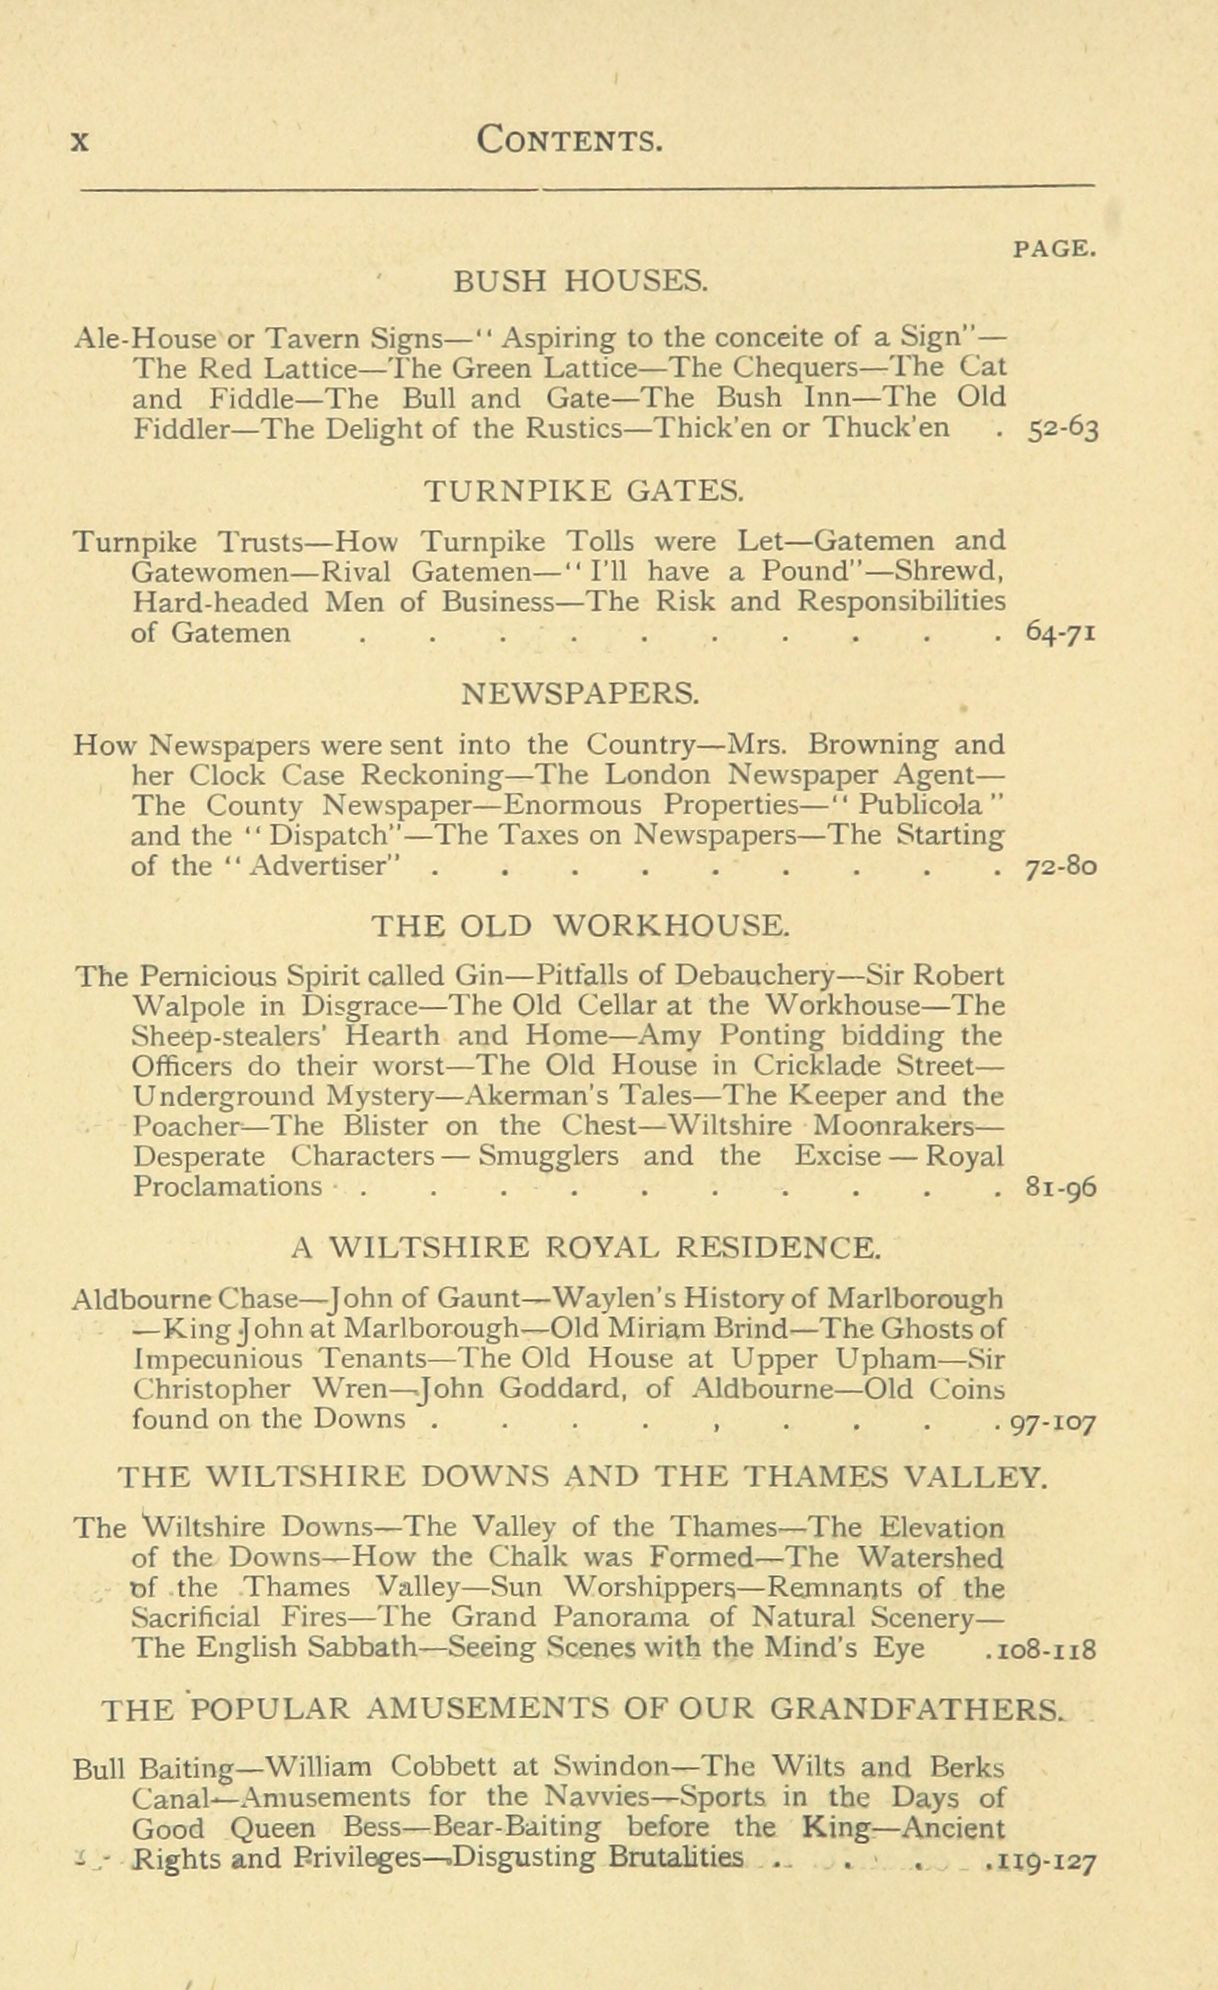 x CONTENTS.
PAGE.
BUSH HOUSES.
Ale-House or Tavern Signs—"Aspiring to the conceite of a Sign"—
The Red Lattice—The Green Lattice—The Chequers—The Cat
and Fiddle—The Bull and Gate—The Bush Inn—The Old
Fiddler—The Delight of the Rustics—Thick'en or Thuck'en . 52-63
TURNPIKE GATES.
Turnpike Trusts—How Turnpike Tolls were Let—Gatemen and
Gatewomen—Rival Gatemen—"I'll have a Pound"—Shrewd,
Hard-headed Men of Business—The Risk and Responsibilities
of Gatemen . . . . . . . . . . 64-71
NEWSPAPERS.
How Newspapers were sent into the Country—Mrs. Browning and
her Clock Case Reckoning—The London Newspaper Agent—
The County Newspaper—Enormous Properties—"Publicola"
and the "Dispatch"—The Taxes on Newspapers—The Starting
of the "Advertiser" . . . . . . . . . 72-80
THE OLD WORKHOUSE.
The Pernicious Spirit called Gin—Pitfalls of Debauchery—Sir Robert
Walpole in Disgrace—The Old Cellar at the Workhouse—The
Sheep-stealers' Hearth and Home—Amy Ponting bidding the
Officers do their worst—The Old House in Cricklade Street—
Underground Mystery—Akerman's Tales—The Keeper and the
Poacher—The Blister on the Chest—Wiltshire Moonrakers—
Desperate Characters — Smugglers and the Excise — Royal
Proclamations . . . . . . . . . . 81-96
A WILTSHIRE ROYAL RESIDENCE.
Aldbourne Chase—John of Gaunt—Waylen's History of Marlborough
—King John at Marlborough—Old Miriam Brind—The Ghosts of
Impecunious Tenants—The Old House at Upper Upham—Sir
Christopher Wren—John Goddard, of Aldbourne—Old Coins
found on the Downs . . . . , . . . . 97-107
THE WILTSHIRE DOWNS AND THE THAMES VALLEY.
The Wiltshire Downs—The Valley of the Thames—The Elevation
of the Downs—How the Chalk was Formed—The Watershed
of the Thames Valley—Sun Worshippers—Remnants of the
Sacrificial Fires—The Grand Panorama of Natural Scenery—
The English Sabbath—Seeing Scenes with the Mind's Eye .108-118
THE POPULAR AMUSEMENTS OF OUR GRANDFATHERS.
Bull Baiting—William Cobbett at Swindon—The Wilts and Berks
Canal—Amusements for the Navvies—Sports in the Days of
Good Queen Bess—Bear-Baiting before the King—Ancient
Rights and Privileges—Disgusting Brutalities . . . .119-127